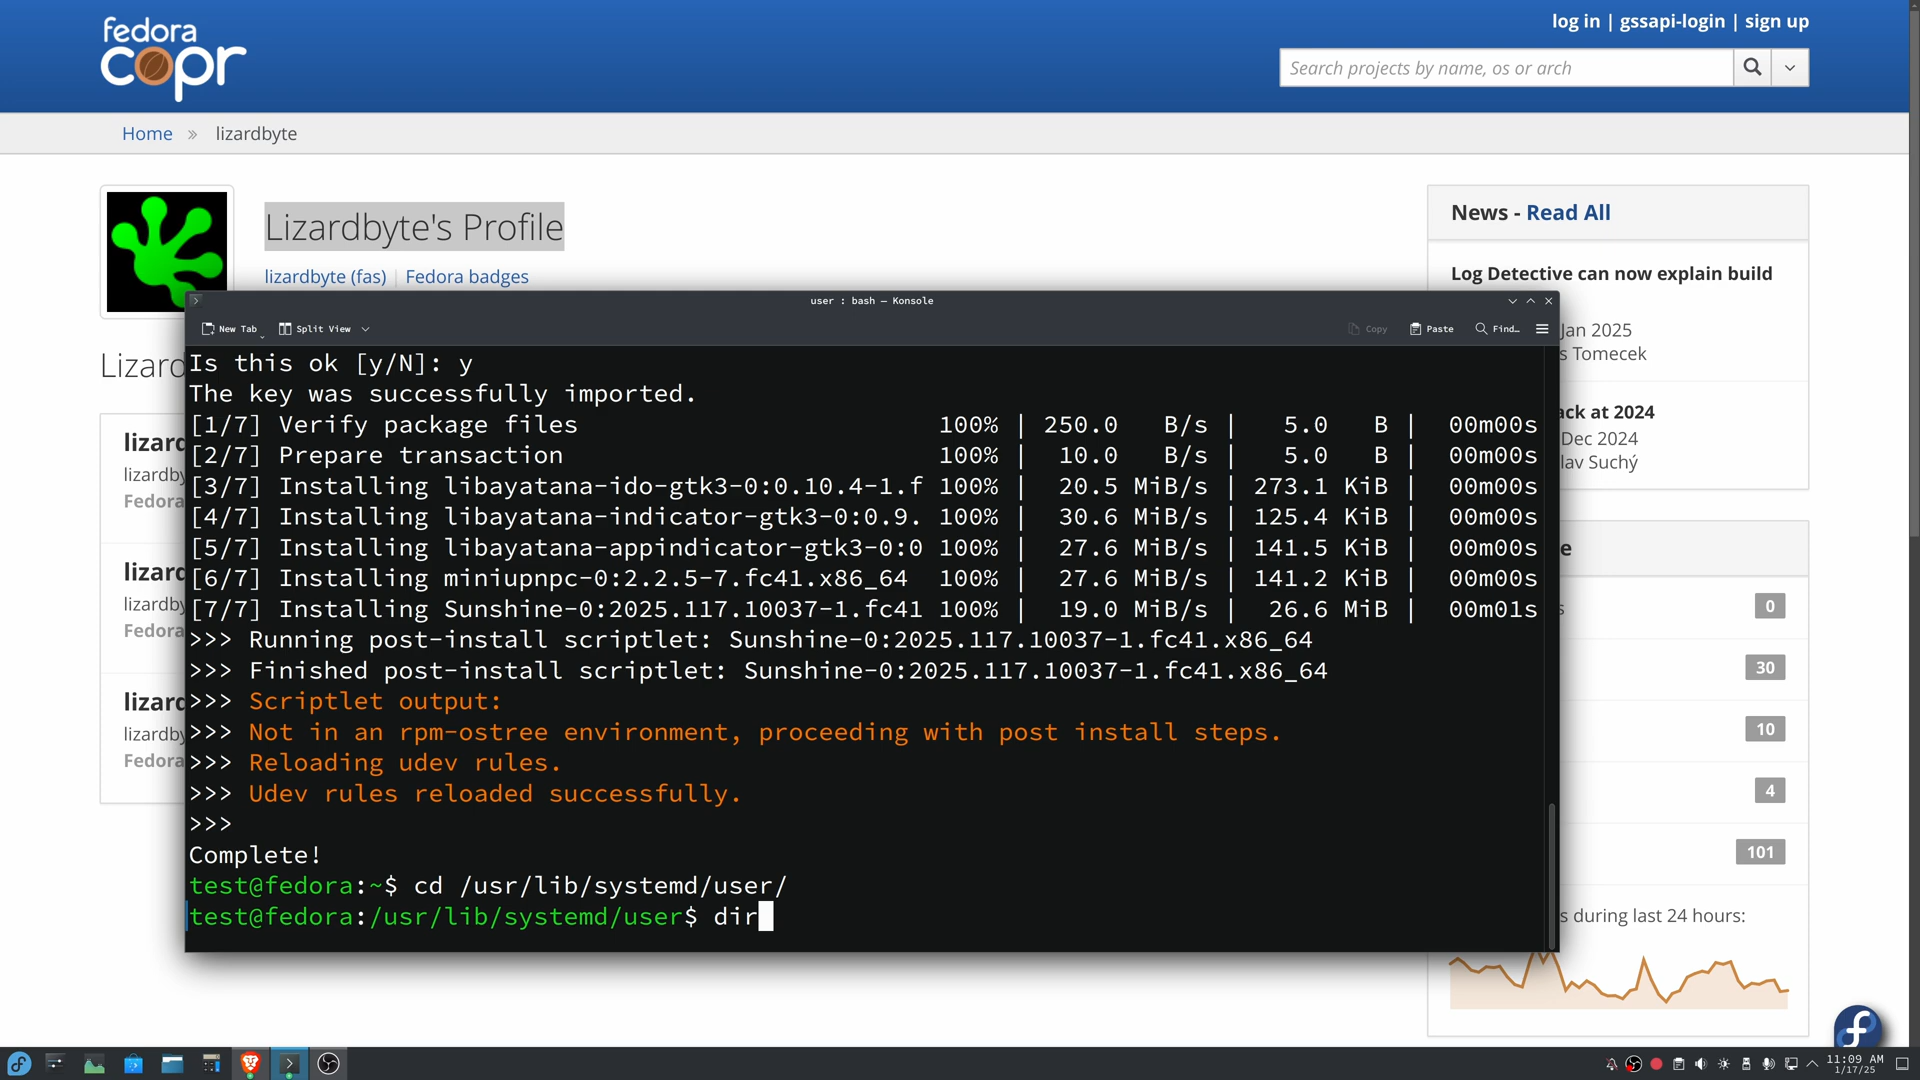 fedora
copr
log in | gssapi-login | sign up
Search projects by name, os or arch
Home » lizardbyte
Lizardbyte's Profile
lizardbyte (fas) | Fedora badges
News - Read All
Log Detective can now explain build
Jan 2025
s Tomecek
ack at 2024
Dec 2024
lav Suchý
Lizard
lizard
lizardby
Fedora
lizard
lizardby
Fedora
lizard
lizardby
Fedora
e
s
0
30
10
4
101
s during last 24 hours:
user : bash — Konsole
New Tab
Split View
Copy
Paste
Find...
Is this ok [y/N]: y
The key was successfully imported.
[1/7] Verify package files 100% | 250.0 B/s | 5.0 B | 00m00s
[2/7] Prepare transaction 100% | 10.0 B/s | 5.0 B | 00m00s
[3/7] Installing libayatana-ido-gtk3-0:0.10.4-1.f 100% | 20.5 MiB/s | 273.1 KiB | 00m00s
[4/7] Installing libayatana-indicator-gtk3-0:0.9. 100% | 30.6 MiB/s | 125.4 KiB | 00m00s
[5/7] Installing libayatana-appindicator-gtk3-0:0 100% | 27.6 MiB/s | 141.5 KiB | 00m00s
[6/7] Installing miniupnpc-0:2.2.5-7.fc41.x86_64 100% | 27.6 MiB/s | 141.2 KiB | 00m00s
[7/7] Installing Sunshine-0:2025.117.10037-1.fc41 100% | 19.0 MiB/s | 26.6 MiB | 00m01s
>>> Running post-install scriptlet: Sunshine-0:2025.117.10037-1.fc41.x86_64
>>> Finished post-install scriptlet: Sunshine-0:2025.117.10037-1.fc41.x86_64
>>> Scriptlet output:
>>> Not in an rpm-ostree environment, proceeding with post install steps.
>>> Reloading udev rules.
>>> Udev rules reloaded successfully.
>>>
Complete!
test@fedora:~$ cd /usr/lib/systemd/user/
test@fedora:/usr/lib/systemd/user$ dir
11:09 AM
1/17/25